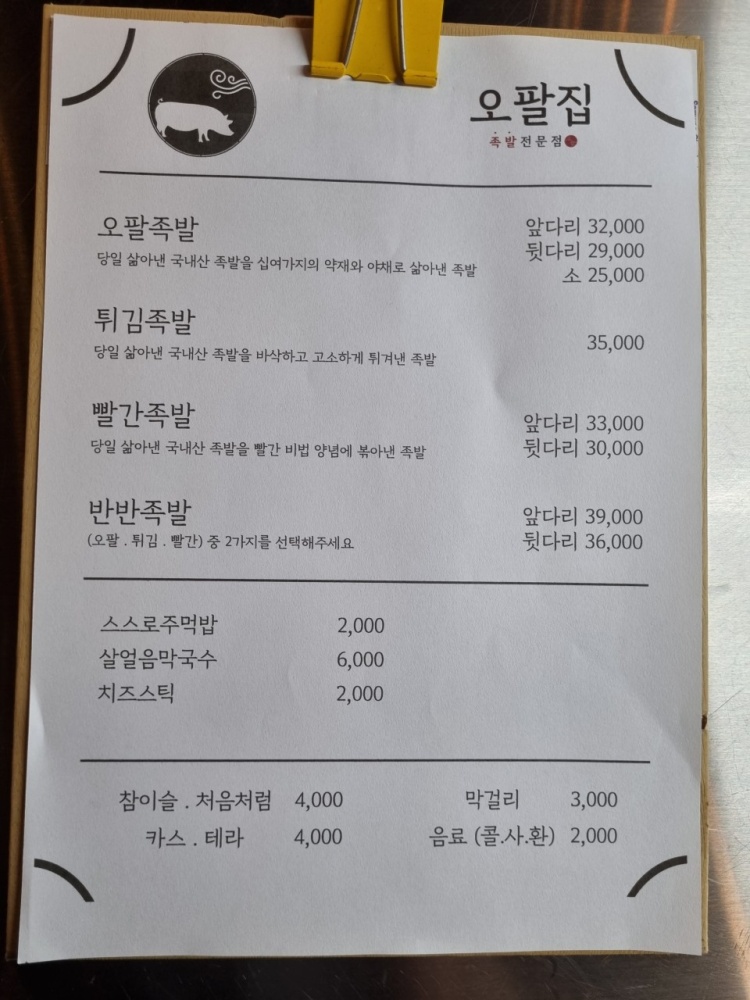 오팔집
족발전문점
오팔족발
당일 삶아낸 국내산 족발을 십여가지의 약재와 야채로 삶아낸 족발
앞다리 32,000
뒷다리 29,000
소 25,000
튀김족발
당일 삶아낸 국내산 족발을 바삭하고 고소하게 튀겨낸 족발
35,000
빨간족발
당일 삶아낸 국내산 족발을 빨간 비법 양념에 볶아낸 족발
앞다리 33,000
뒷다리 30,000
반반족발
(오팔 . 튀김 . 빨간) 중 2가지를 선택해주세요
앞다리 39,000
뒷다리 36,000
스스로주먹밥 2,000
살얼음막국수 6,000
치즈스틱 2,000
참이슬 . 처음처럼 4,000 막걸리 3,000
카스 . 테라 4,000 음료 (콜.사.환) 2,000